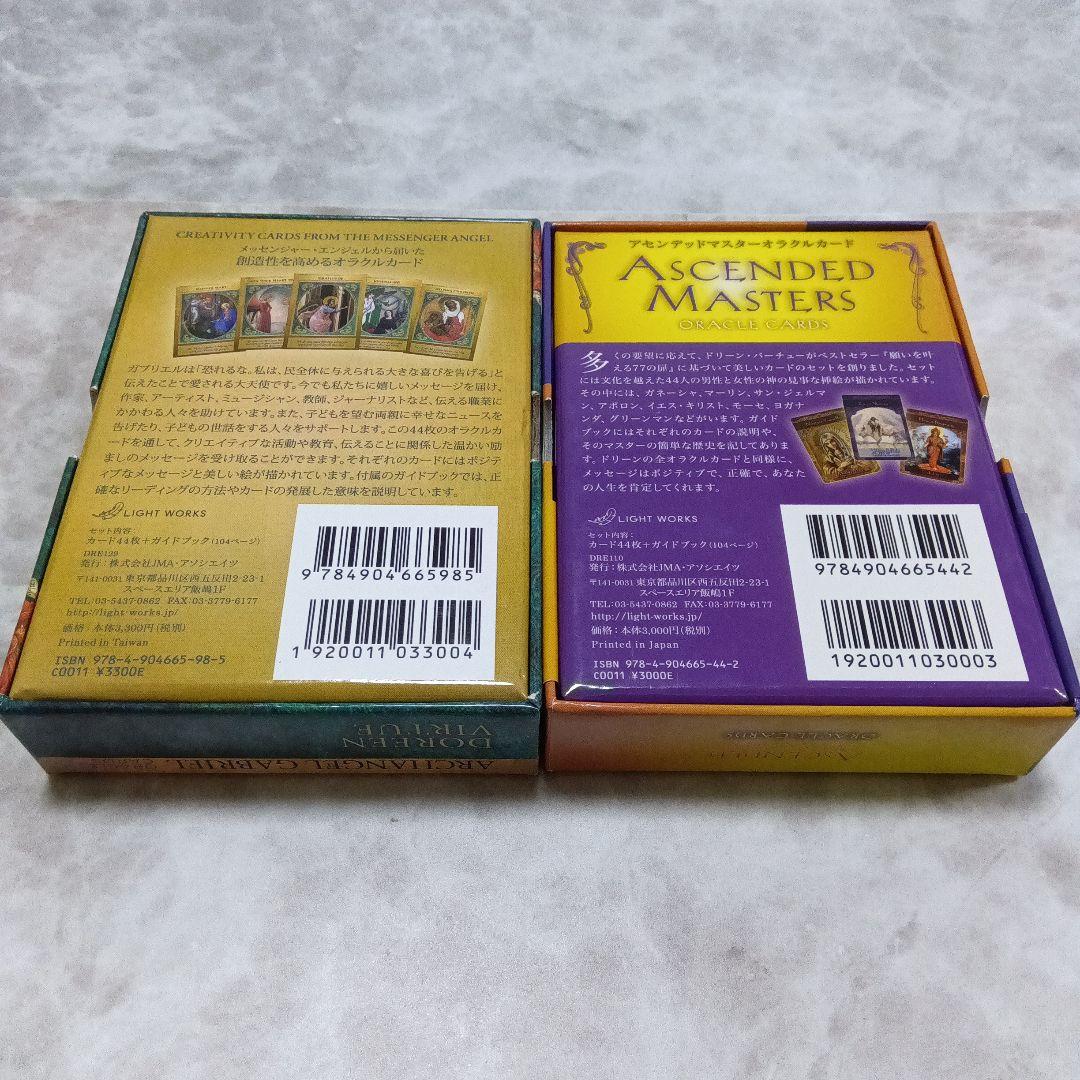 CREATIVITY CARDS FROM THE MESSENGER ANGEL
メッセンジャー・エンジェルから届いた
創造性を高めるオラクルカード
ガブリエルは「恐れるな。私は、民全体に与えられる大きな喜びを告げる」と
伝えたことで愛される大天使です。今でも私たちに嬉しいメッセージを届け、
作家、アーティスト、ミュージシャン、教師、ジャーナリストなど、伝える職業に
かかわる人々を助けています。また、子どもを望む両親に幸せなニュース
を告げたり、子どもの世話をする人々をサポートします。この44枚のオラクルカ
ードを通して、クリエイティブな活動や教育、伝えることに関係した温かい励
ましのメッセージを受け取ることができます。それぞれのカードにはポジティ
ブなメッセージと美しい絵が描かれています。付属のガイドブックでは、正
確なリーディングの方法やカードの発展した意味を説明しています。
LIGHT WORKS
セット内容:
カード44枚+ガイドブック(104ページ)
DRE129
発行:株式会社JMA・アソシエイツ
〒141-0031 東京都品川区西五反田2-23-1
スペースエリア飯嶋1F
TEL:03-5437-0862 FAX:03-3779-6177
http://light-works.jp/
価格:本体3,300円(税別)
Printed in Taiwan
ISBN 978-4-904665-98-5
C0011 ¥3300E
9784904665985
1920011033004
DOREEN
VIRTUE
ARCHANGEL GABRIEL
アセンデッドマスターオラクルカード
ASCENDED
MASTERS
ORACLE CARDS
多くの要望に応えて、ドリーン・バーチューがベストセラー『願いを叶
える77の扉』に基づいて美しいカードのセットを創りました。セット
には文化を越えた44人の男性と女性の神の見事な挿絵が描かれています。
その中には、ガネーシャ、マーリン、サン・ジェルマ
ン、アポロン、イエス・キリスト、モーセ、ヨガナ
ンダ、グリーンマンなどがいます。ガイド
ブックにはそれぞれのカードの説明や、
そのマスターの簡単な歴史を記してありま
す。ドリーンの全オラクルカードと同様に、
メッセージはポジティブで、正確で、あなた
の人生を肯定してくれます。
LIGHT WORKS
セット内容:
カード44枚+ガイドブック(104ページ)
DRE110
発行:株式会社JMA・アソシエイツ
〒141-0031 東京都品川区西五反田2-23-1
スペースエリア飯嶋1F
TEL:03-5437-0862 FAX:03-3779-6177
http://light-works.jp/
価格:本体3,000円(税別)
Printed in Japan
ISBN 978-4-904665-44-2
C0011 ¥3000E
9784904665442
1920011030003
ORACLE CARDS